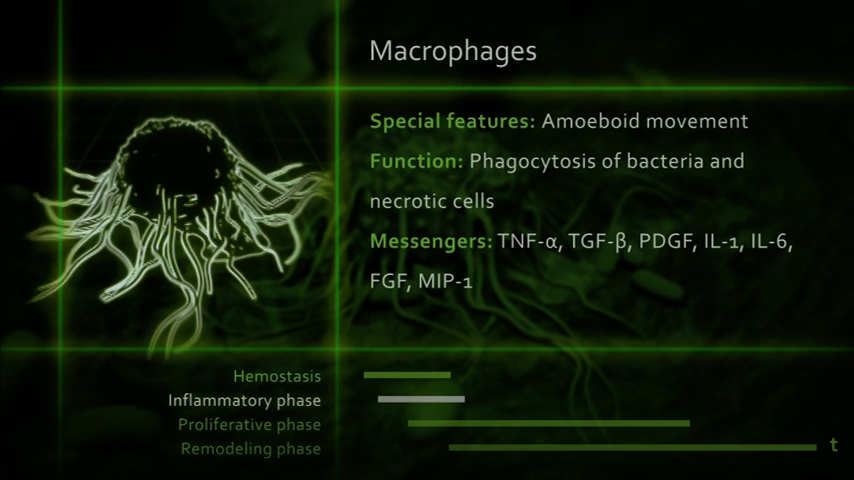 Macrophages
Special features: Amoeboid movement
Function: Phagocytosis of bacteria and
necrotic cells
Messengers: TNF-α, TGF-β, PDGF, IL-1, IL-6,
FGF, MIP-1
Hemostasis
Inflammatory phase
Proliferative phase
Remodeling phase
t